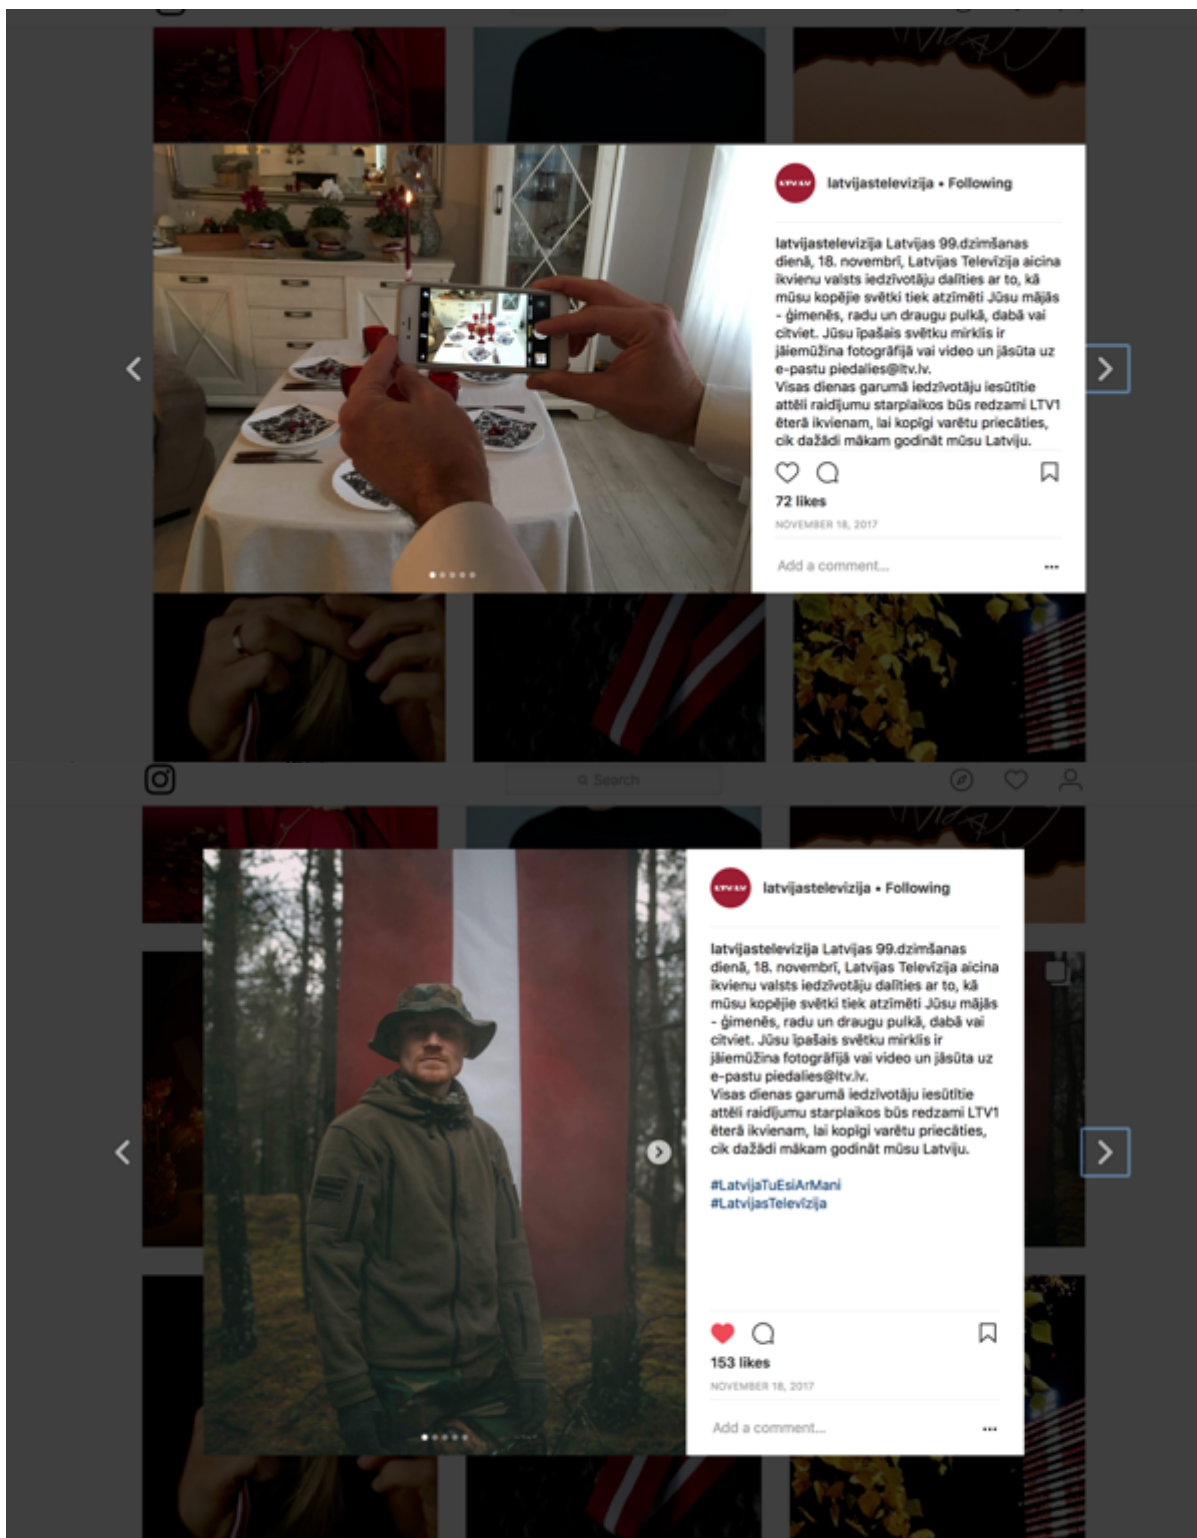 LTV.LV
latvijastelevizija • Following
latvijastelevizija Latvijas 99.dzimšanas
dienā, 18. novembrī, Latvijas Televīzija aicina
ikvienu valsts iedzīvotāju dalīties ar to, kā
mūsu kopējie svētki tiek atzīmēti Jūsu mājās
- ģimenēs, radu un draugu pulkā, dabā vai
citviet. Jūsu īpašais svētku mirklis ir
jāiemūžina fotogrāfijā vai video un jāsūta uz
e-pastu piedalies@ltv.lv.
Visas dienas garumā iedzīvotāju iesūtītie
attēli raidījumu starplaikos būs redzami LTV1
ēterā ikvienam, lai kopīgi varētu priecāties,
cik dažādi mākam godināt mūsu Latviju.
72 likes
NOVEMBER 18, 2017
Add a comment...
Search
LTV.LV
latvijastelevizija • Following
latvijastelevizija Latvijas 99.dzimšanas
dienā, 18. novembrī, Latvijas Televīzija aicina
ikvienu valsts iedzīvotāju dalīties ar to, kā
mūsu kopējie svētki tiek atzīmēti Jūsu mājās
- ģimenēs, radu un draugu pulkā, dabā vai
citviet. Jūsu īpašais svētku mirklis ir
jāiemūžina fotogrāfijā vai video un jāsūta uz
e-pastu piedalies@ltv.lv.
Visas dienas garumā iedzīvotāju iesūtītie
attēli raidījumu starplaikos būs redzami LTV1
ēterā ikvienam, lai kopīgi varētu priecāties,
cik dažādi mākam godināt mūsu Latviju.
#LatvijaTuEsiArMani
#LatvijasTelevīzija
153 likes
NOVEMBER 18, 2017
Add a comment...